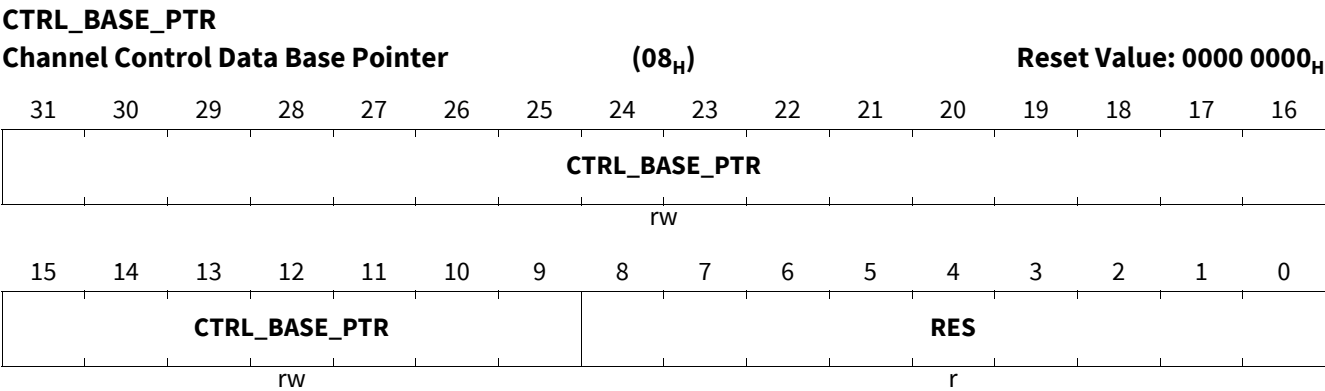 CTRL_BASE_PTR
Channel Control Data Base Pointer (08H) Reset Value: 0000 0000H
31 30 29 28 27 26 25 24 23 22 21 20 19 18 17 16
CTRL_BASE_PTR
rw
15 14 13 12 11 10 9 8 7 6 5 4 3 2 1 0
CTRL_BASE_PTR RES
rw r